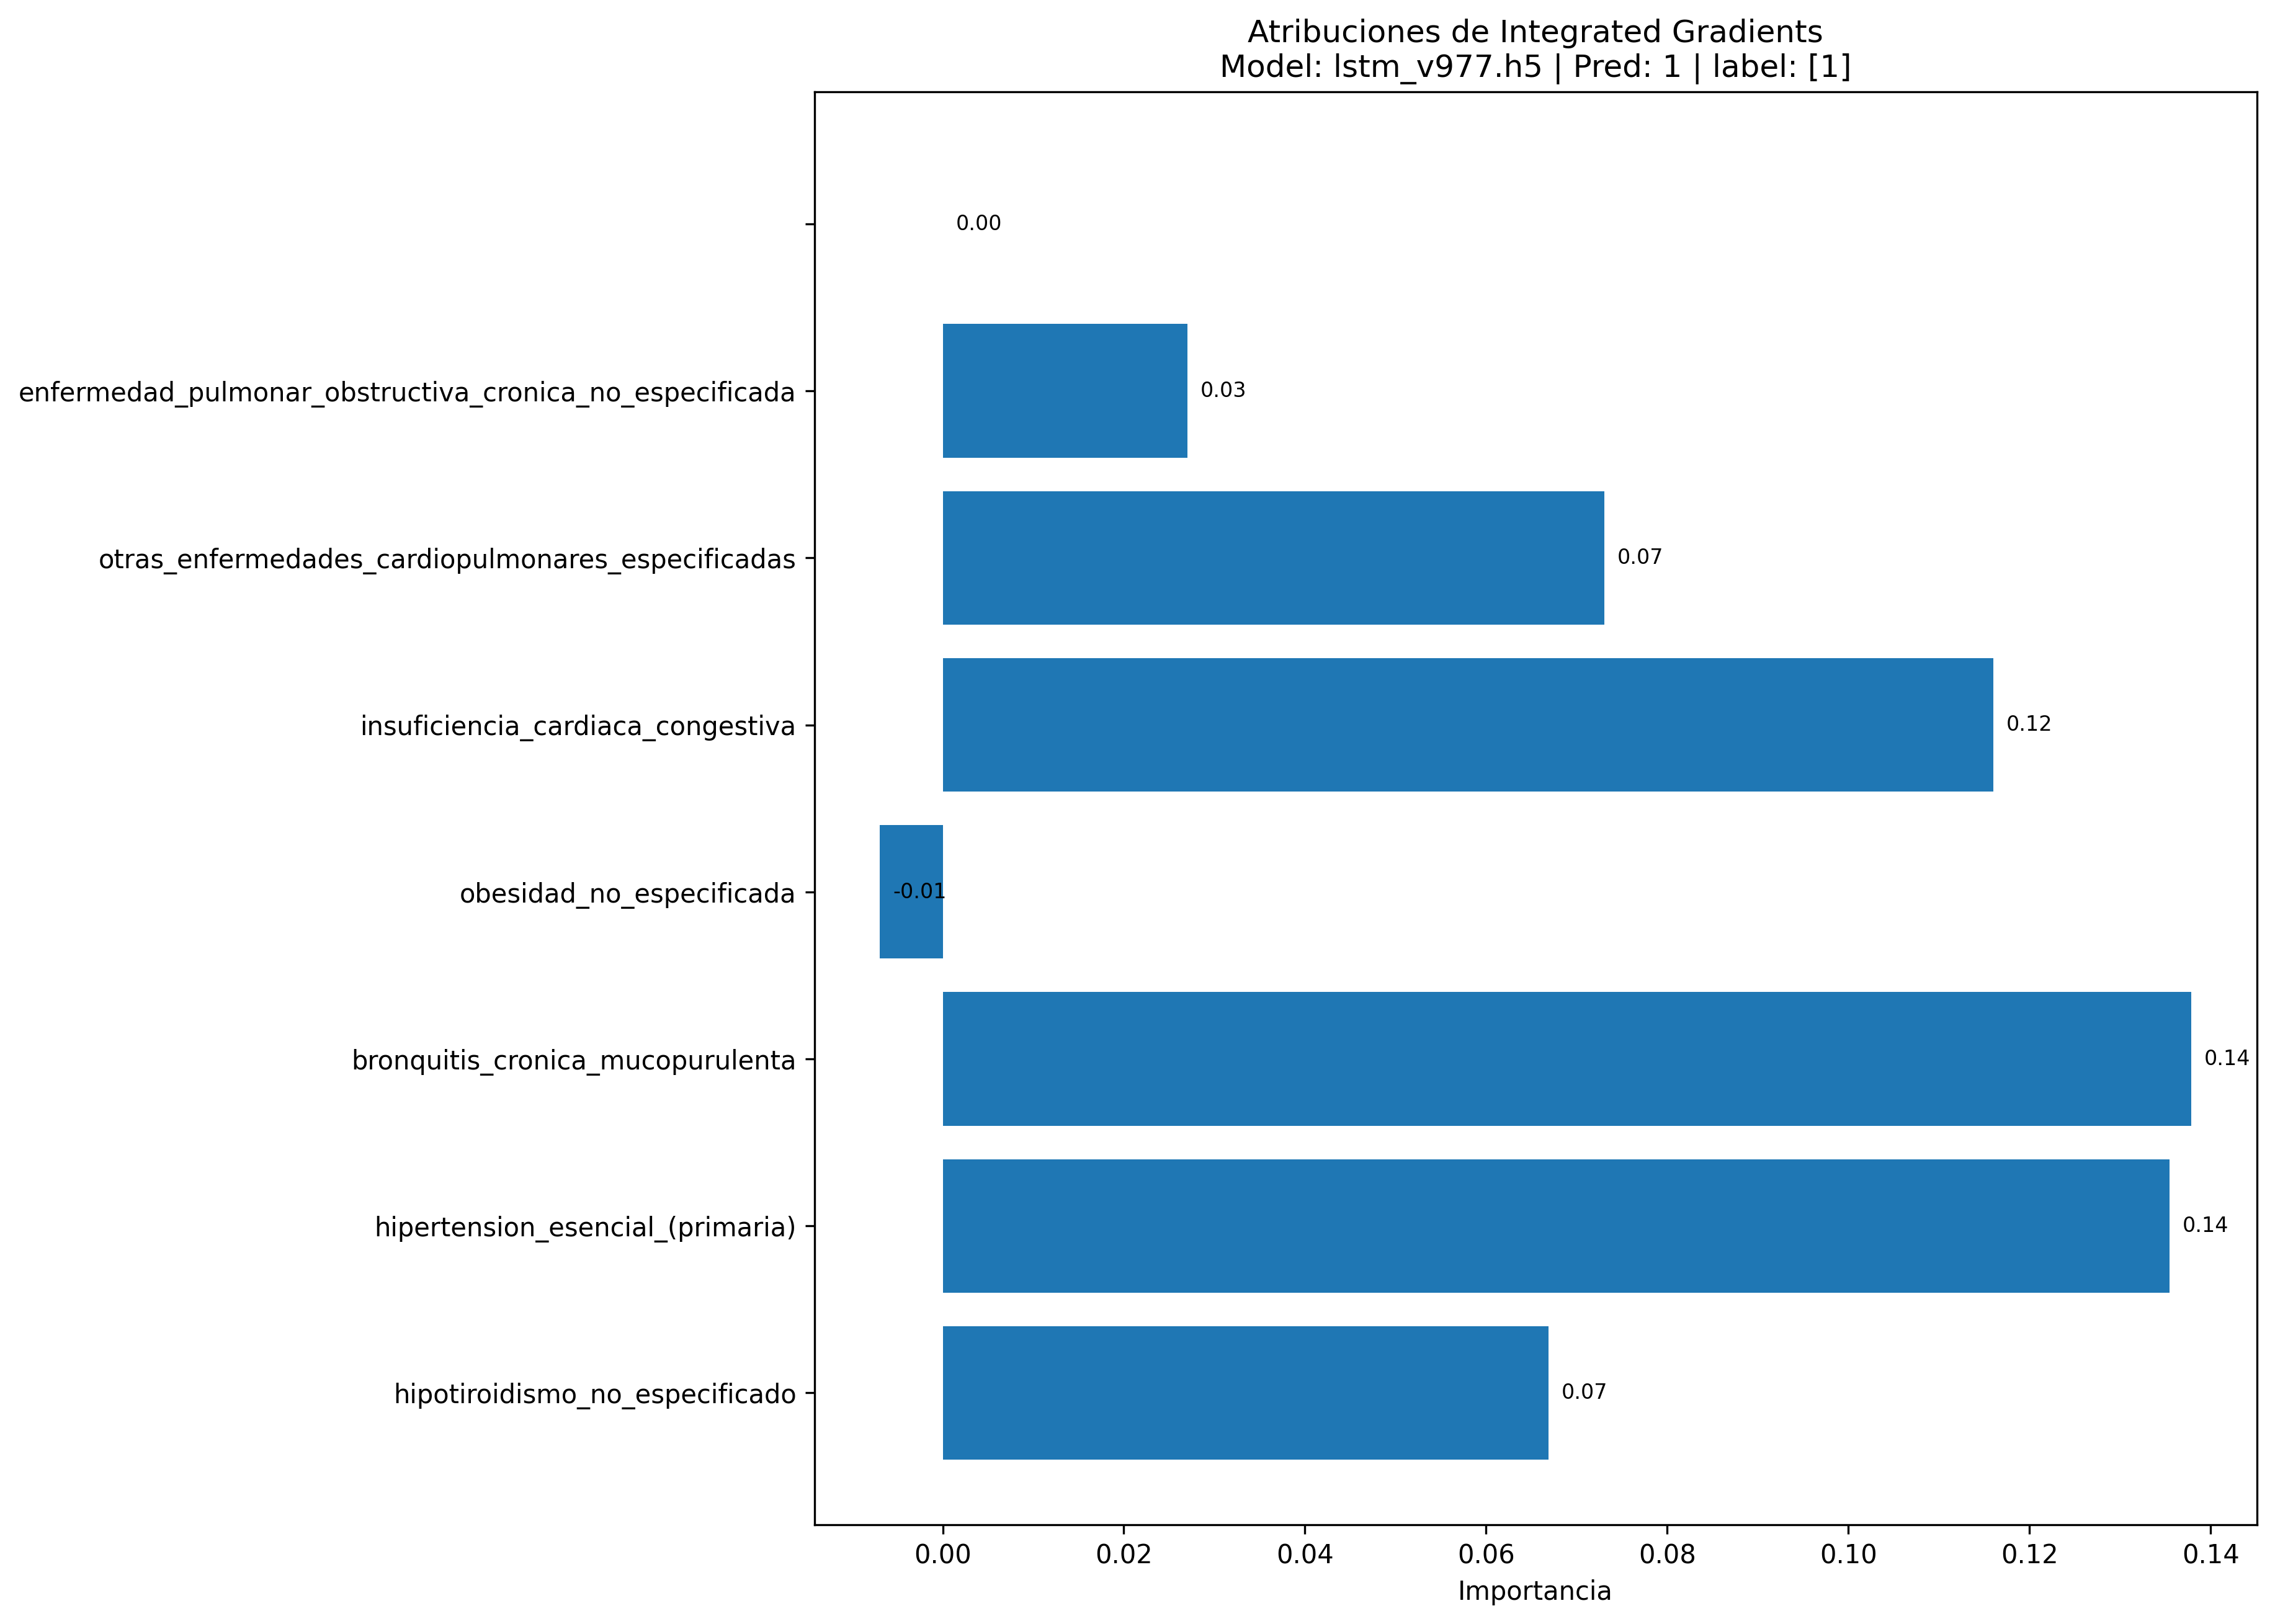 Atribuciones de Integrated Gradients
Model: lstm_v977.h5 | Pred: 1 | label: [1]
0.00
enfermedad_pulmonar_obstructiva_cronica_no_especificada 0.03
otras_enfermedades_cardiopulmonares_especificadas 0.07
insuficiencia_cardiaca_congestiva 0.12
obesidad_no_especificada -0.01
bronquitis_cronica_mucopurulenta 0.14
hipertension_esencial_(primaria) 0.14
hipotiroidismo_no_especificado 0.07
0.00 0.02 0.04 0.06 0.08 0.10 0.12 0.14
Importancia